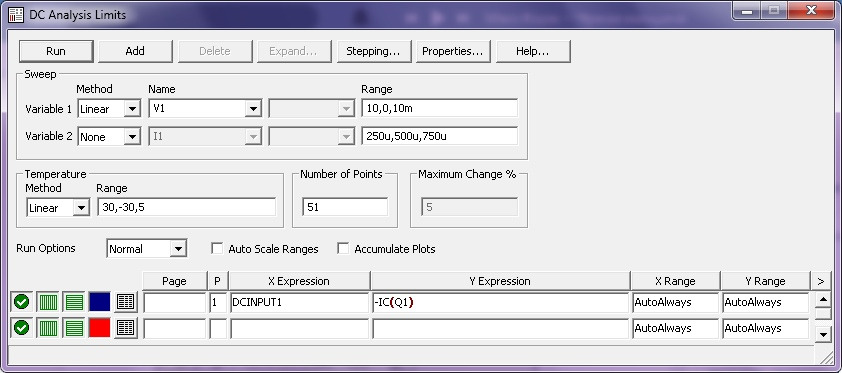 DC Analysis Limits
Run Add Delete Expand... Stepping... Properties... Help...
Sweep
Method Name Range
Variable 1 Linear V1 10,0,10m
Variable 2 None I1 250u,500u,750u
Temperature Number of Points Maximum Change %
Method Range
Linear 30,-30,5 51 5
Run Options Normal Auto Scale Ranges Accumulate Plots
Page P X Expression Y Expression X Range Y Range >
1 DCINPUT1 -IC(Q1) AutoAlways AutoAlways
AutoAlways AutoAlways